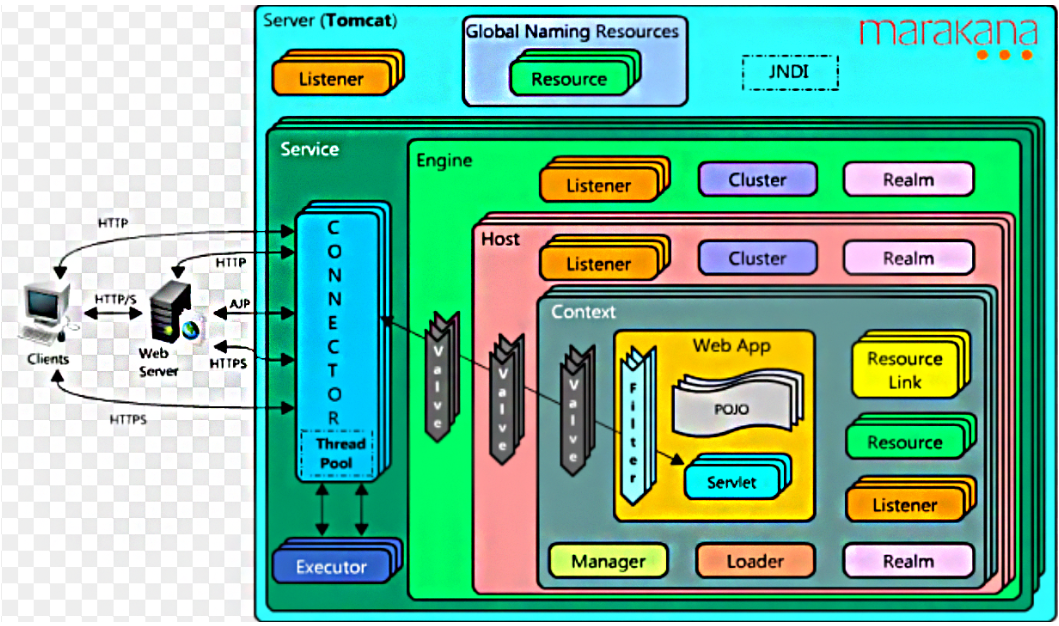 Server (Tomcat)
Global Naming Resources
marakana
Listener
Resource
JNDI
Service
Engine
Listener
Cluster
Realm
Host
Listener
Cluster
Realm
Context
HTTP
HTTP
HTTP/S
AJP
HTTPS
HTTPS
Clients
Web
Server
CONNECTOR
Thread
Pool
Executor
Valve
Valve
Valve
Filter
Web App
POJO
Servlet
Resource
Link
Resource
Listener
Manager
Loader
Realm